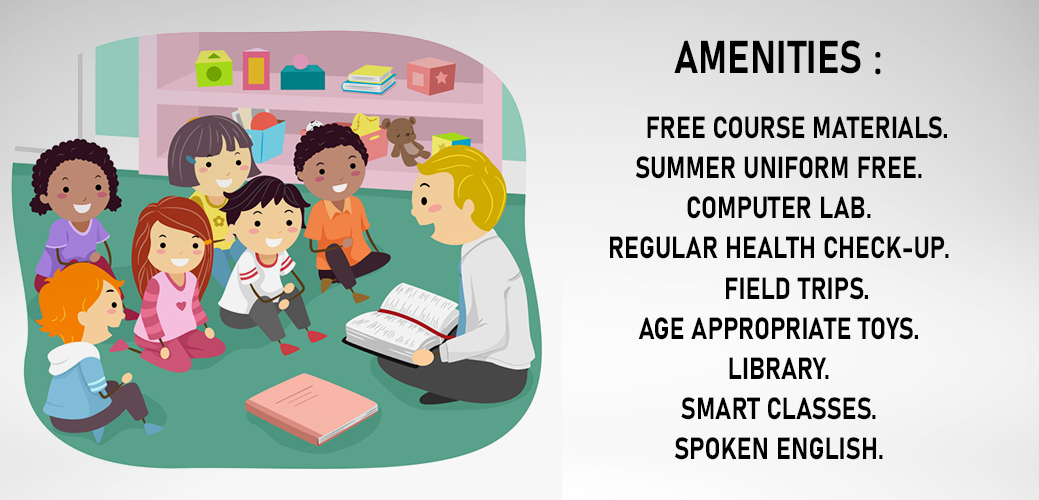 AMENITIES :
FREE COURSE MATERIALS.
SUMMER UNIFORM FREE.
COMPUTER LAB.
REGULAR HEALTH CHECK-UP.
FIELD TRIPS.
AGE APPROPRIATE TOYS.
LIBRARY.
SMART CLASSES.
SPOKEN ENGLISH.